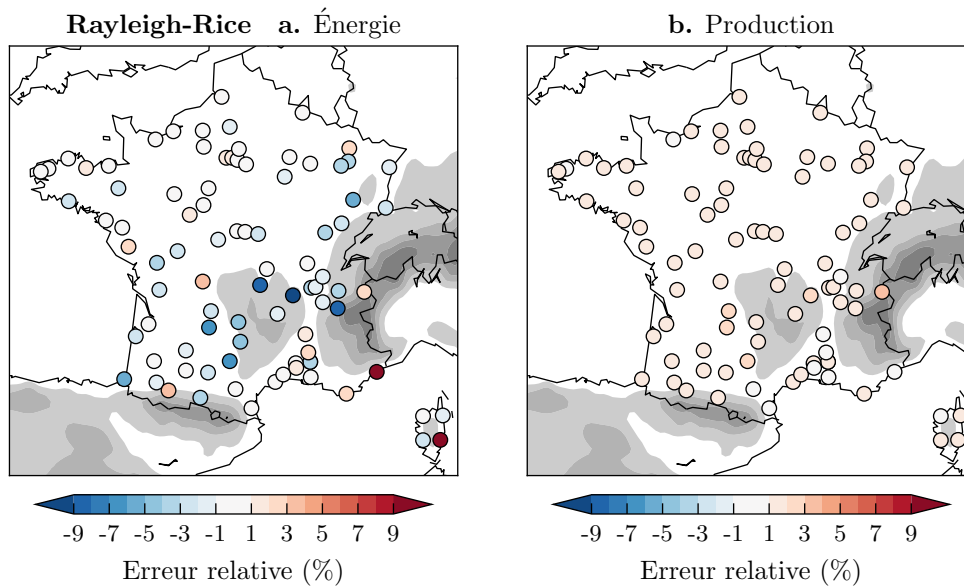 Rayleigh-Rice a. Énergie
b. Production
-9 -7 -5 -3 -1 1 3 5 7 9
Erreur relative (%)
-9 -7 -5 -3 -1 1 3 5 7 9
Erreur relative (%)